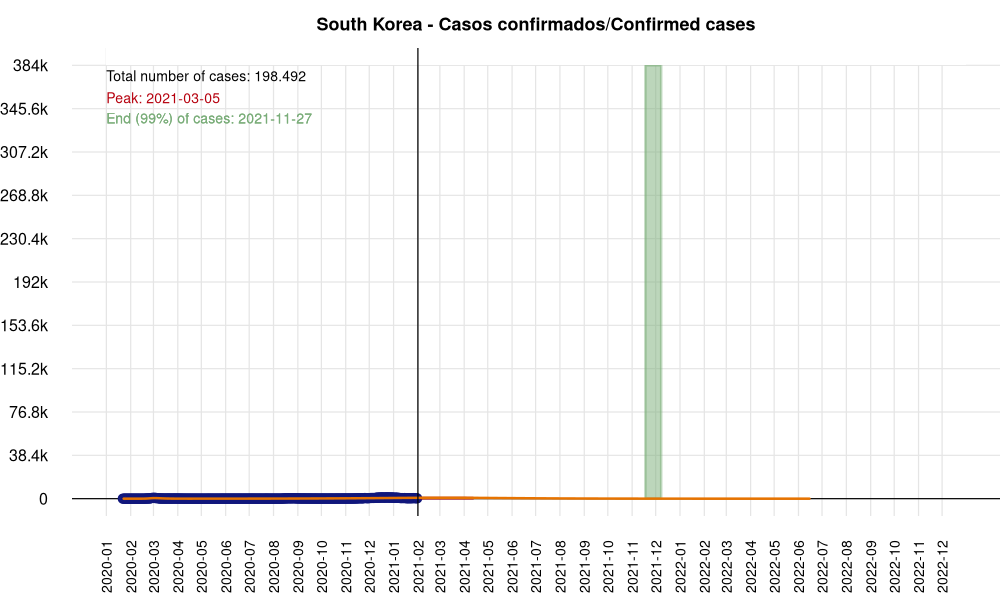 South Korea - Casos confirmados/Confirmed cases
Total number of cases: 198.492
Peak: 2021-03-05
End (99%) of cases: 2021-11-27
384k
345.6k
307.2k
268.8k
230.4k
192k
153.6k
115.2k
76.8k
38.4k
0
2020-01
2020-02
2020-03
2020-04
2020-05
2020-06
2020-07
2020-08
2020-09
2020-10
2020-11
2020-12
2021-01
2021-02
2021-03
2021-04
2021-05
2021-06
2021-07
2021-08
2021-09
2021-10
2021-11
2021-12
2022-01
2022-02
2022-03
2022-04
2022-05
2022-06
2022-07
2022-08
2022-09
2022-10
2022-11
2022-12